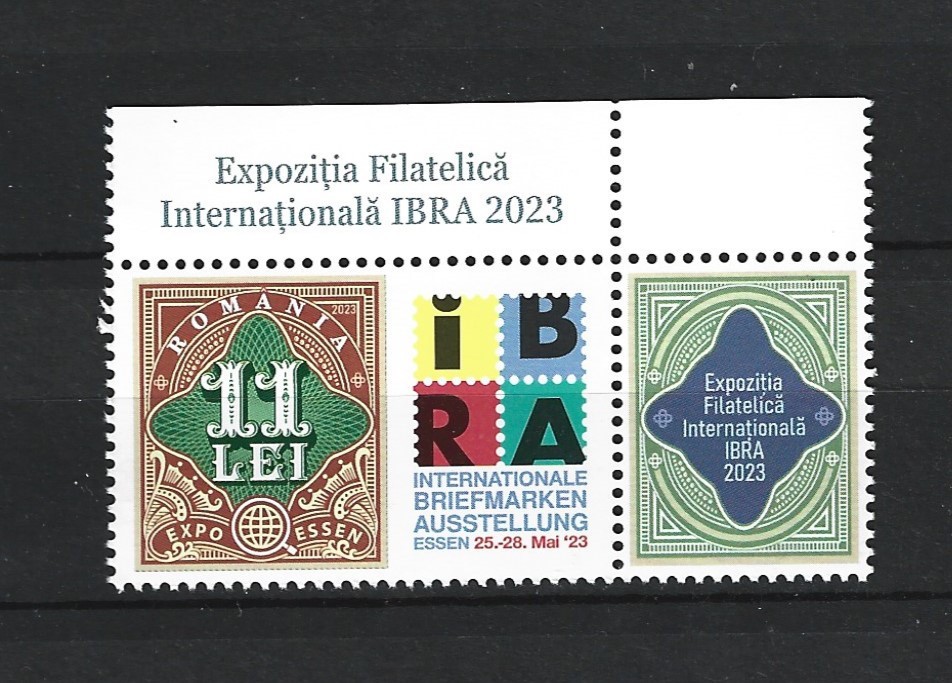 Expoziția Filatelică
Internațională IBRA 2023
ROMÂNIA
2023
11
LEI
EXPO ESSEN
iB
RA
INTERNATIONALE
BRIEFMARKEN
AUSSTELLUNG
ESSEN 25.-28. Mai '23
Expoziția
Filatelică
Internațională
IBRA
2023